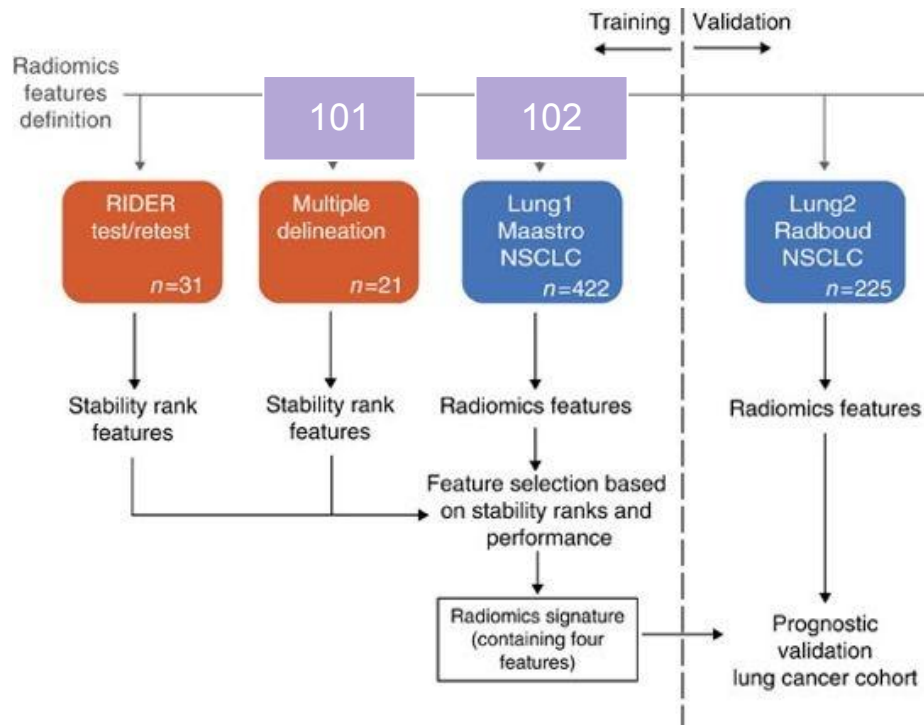 Training
Validation
Radiomics
features
definition
101
102
RIDER
test/retest
n=31
Multiple
delineation
n=21
Lung1
Maastro
NSCLC
n=422
Lung2
Radboud
NSCLC
n=225
Stability rank
features
Stability rank
features
Radiomics features
Radiomics features
Feature selection based
on stability ranks and
performance
Radiomics signature
(containing four
features)
Prognostic
validation
lung cancer cohort